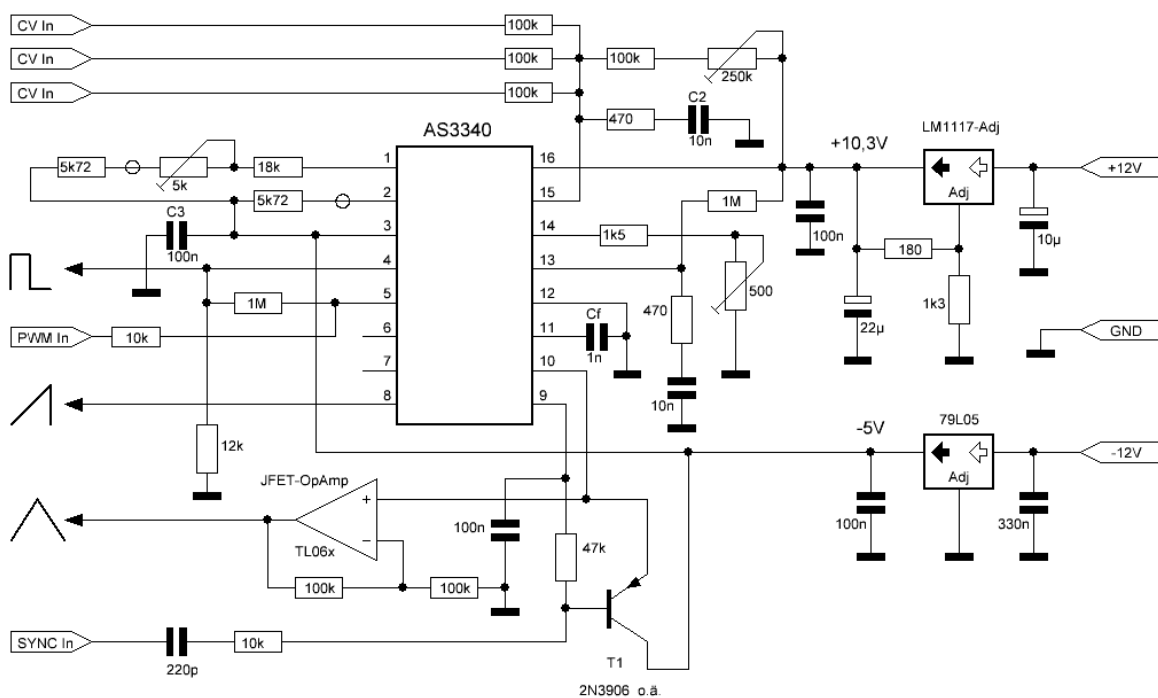 CV In
100k
CV In
100k
100k
250k
CV In
100k
470
C2
10n
AS3340
LM1117-Adj
+10,3V
5k72
5k
18k
1
16
+12V
Adj
5k72
2
15
1M
C3
100n
3
14
1k5
100n
180
10µ
4
13
500
1k3
1M
5
12
470
22µ
PWM In
10k
6
11
Cf
1n
GND
7
10
10n
8
9
12k
-5V
79L05
-12V
Adj
JFET-OpAmp
+
−
TL06x
100n
47k
100n
330n
100k
100k
SYNC In
220p
10k
T1
2N3906 o.ä.